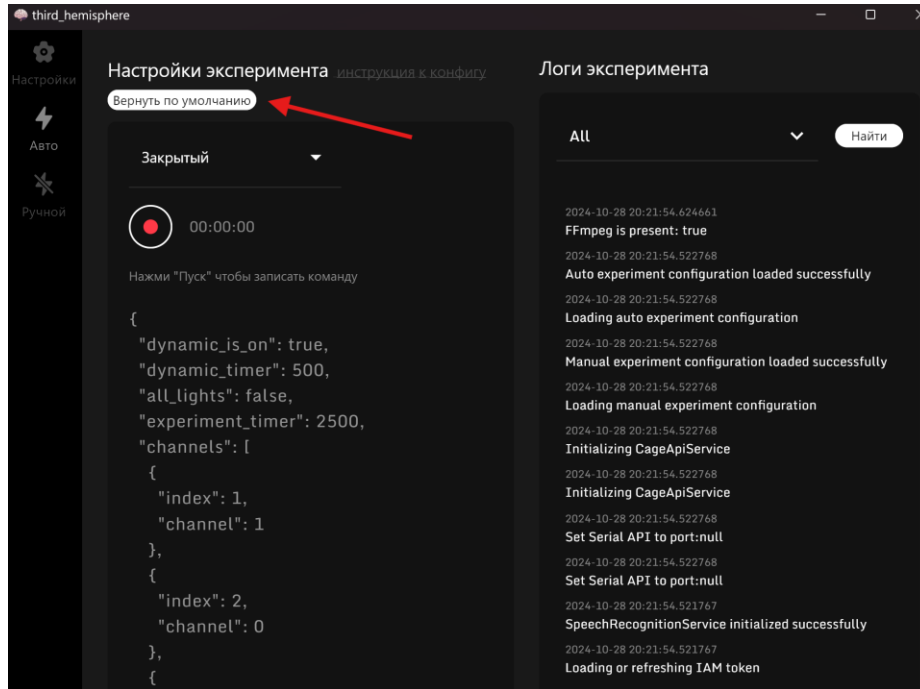 third_hemisphere
Настройки
Авто
Ручной
Настройки эксперимента инструкция к конфигу
Вернуть по умолчанию
Закрытый
00:00:00
Нажми "Пуск" чтобы записать команду
{
"dynamic_is_on": true,
"dynamic_timer": 500,
"all_lights": false,
"experiment_timer": 2500,
"channels": [
{
"index": 1,
"channel": 1
},
{
"index": 2,
"channel": 0
},
{
Логи эксперимента
All
Найти
2024-10-28 20:21:54.624661
FFmpeg is present: true
2024-10-28 20:21:54.522768
Auto experiment configuration loaded successfully
2024-10-28 20:21:54.522768
Loading auto experiment configuration
2024-10-28 20:21:54.522768
Manual experiment configuration loaded successfully
2024-10-28 20:21:54.522768
Loading manual experiment configuration
2024-10-28 20:21:54.522768
Initializing CageApiService
2024-10-28 20:21:54.522768
Initializing CageApiService
2024-10-28 20:21:54.522768
Set Serial API to port:null
2024-10-28 20:21:54.522768
Set Serial API to port:null
2024-10-28 20:21:54.521767
SpeechRecognitionService initialized successfully
2024-10-28 20:21:54.521767
Loading or refreshing IAM token